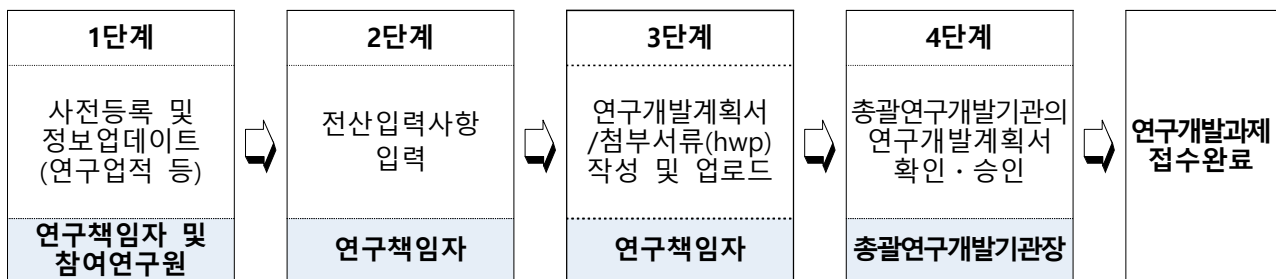 1단계
사전등록 및
정보업데이트
(연구업적 등)
연구책임자 및
참여연구원
2단계
전산입력사항
입력
연구책임자
3단계
연구개발계획서
/첨부서류(hwp)
작성 및 업로드
연구책임자
4단계
총괄연구개발기관의
연구개발계획서
확인·승인
총괄연구개발기관장
연구개발과제
접수완료